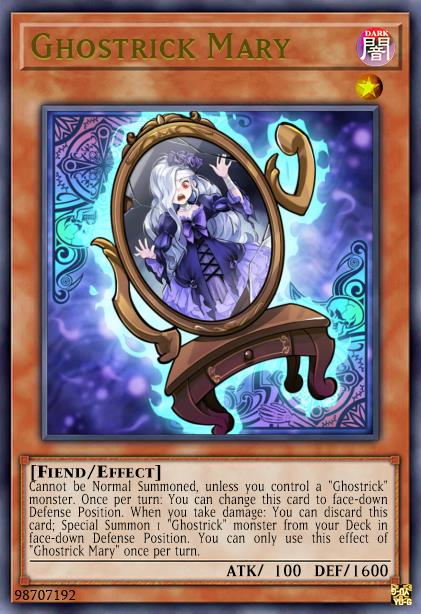 Ghostrick Mary
DARK
闇
[Fiend/Effect]
Cannot be Normal Summoned, unless you control a "Ghostrick"
monster. Once per turn: You can change this card to face-down
Defense Position. When you take damage: You can discard this
card; Special Summon 1 "Ghostrick" monster from your Deck in
face-down Defense Position. You can only use this effect of
"Ghostrick Mary" once per turn.
ATK/ 100 DEF/1600
98707192